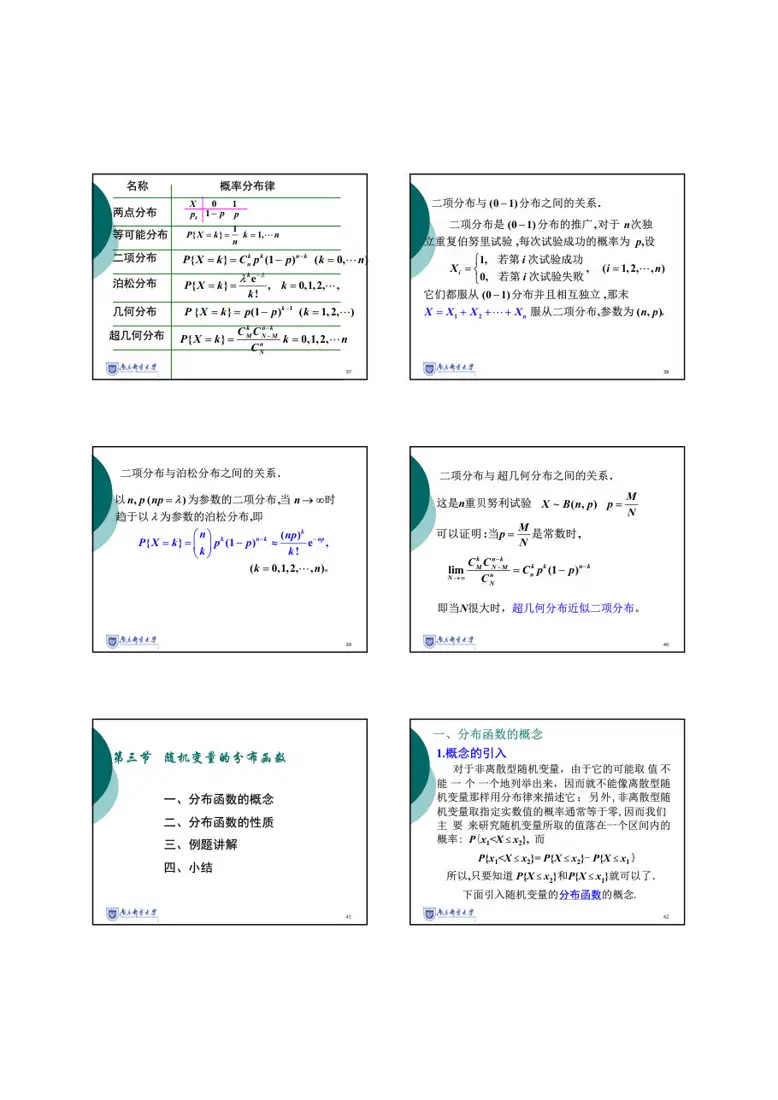 名称 概率分布律
两点分布 X 0 1
p_k 1 − p p
等可能分布 P{X = k} = 1/n k = 1,⋯n
二项分布 P{X = k} = C_n^k p^k (1 − p)^{n−k} (k = 0,⋯n)
泊松分布 P{X = k} = λ^k e^{−λ}/k!, k = 0,1,2,⋯,
几何分布 P{X = k} = p(1 − p)^{k−1} (k = 1,2,⋯)
超几何分布 P{X = k} = C_M^k C_{N−M}^{n−k}/C_N^n k = 0,1,2,⋯n
37
二项分布与 (0 − 1) 分布之间的关系.
二项分布是 (0 − 1) 分布的推广,对于 n次独
立重复伯努里试验 ,每次试验成功的概率为 p,设
X_i = { 1, 若第 i 次试验成功
0, 若第 i 次试验失败 , (i = 1,2,⋯,n)
它们都服从 (0 − 1) 分布并且相互独立 ,那末
X = X_1 + X_2 + ⋯ + X_n 服从二项分布,参数为 (n, p)。
38
二项分布与泊松分布之间的关系.
以 n, p (np = λ) 为参数的二项分布,当 n → ∞ 时
趋于以 λ 为参数的泊松分布,即
P{X = k} = (n k) p^k (1 − p)^{n−k} ≈ (np)^k/k! e^{−np},
(k = 0,1,2,⋯,n)。
39
二项分布与 超几何分布之间的关系.
这是n重贝努利试验 X ~ B(n, p) p = M/N
可以证明:当p = M/N 是常数时,
lim_{N→∞} C_M^k C_{N−M}^{n−k}/C_N^n = C_n^k p^k (1 − p)^{n−k}
即当N很大时，超几何分布近似二项分布。
40
第三节 随机变量的分布函数
一、分布函数的概念
二、分布函数的性质
三、例题讲解
四、小结
41
一、分布函数的概念
1.概念的引入
对于非离散型随机变量，由于它的可能取 值 不
能 一 个 一个地列举出来，因而就不能像离散型随
机变量那样用分布律来描述它；另外,非离散型随
机变量取指定实数值的概率通常等于零,因而我们
主 要 来研究随机变量所取的值落在一个区间内的
概率: P{x_1<X ≤ x_2}, 而
P{x_1<X ≤ x_2}= P{X ≤ x_2}− P{X ≤ x_1}
所以,只要知道 P{X ≤ x_2}和P{X ≤ x_1}就可以了.
下面引入随机变量的分布函数的概念.
42